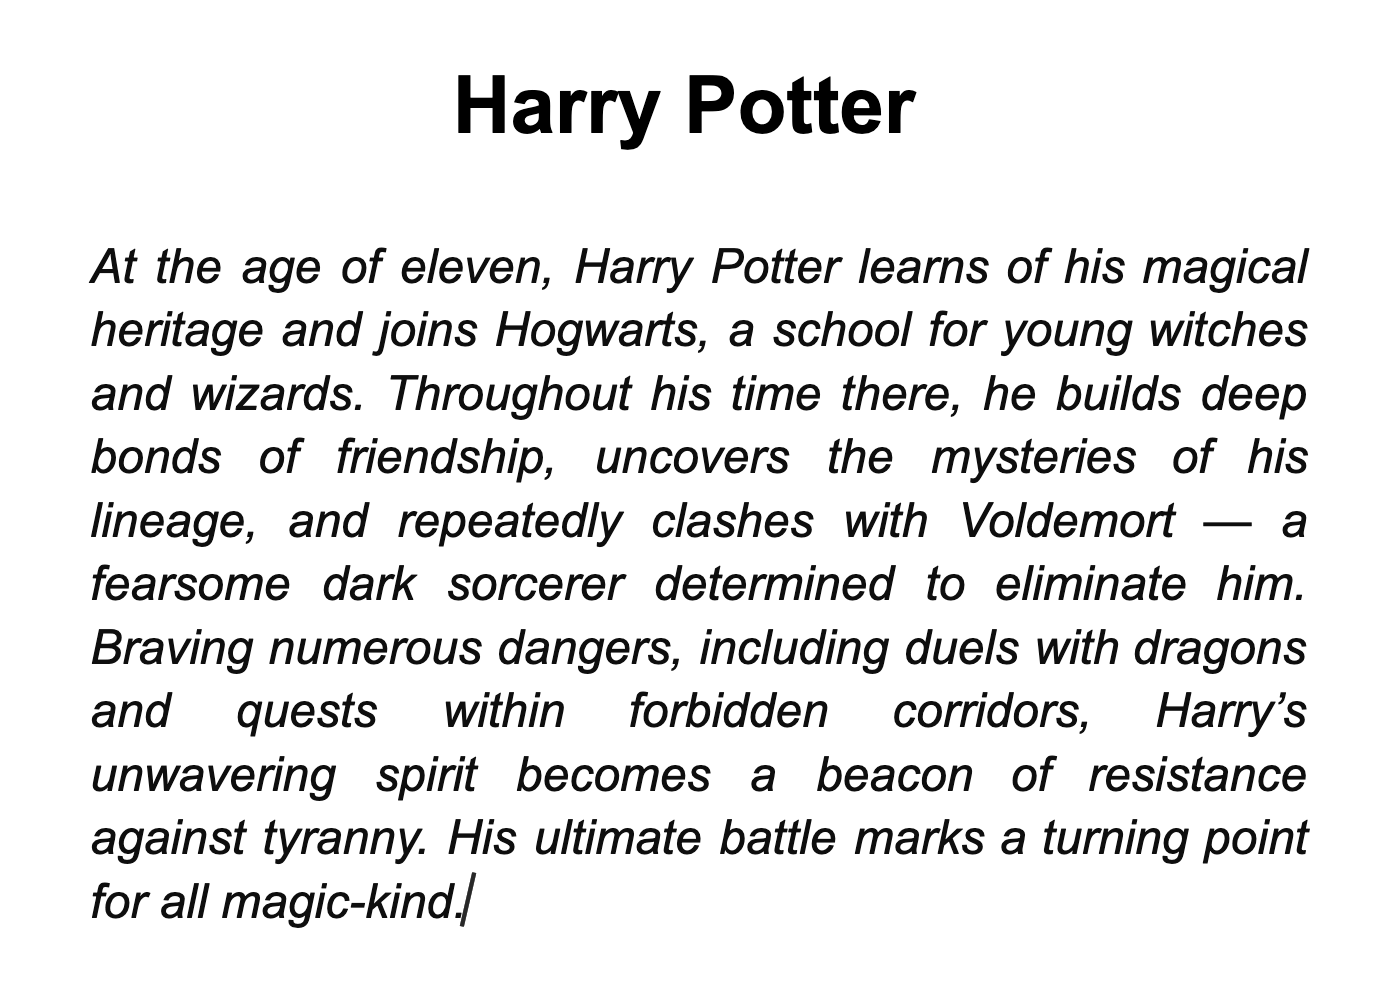 Harry Potter
At the age of eleven, Harry Potter learns of his magical
heritage and joins Hogwarts, a school for young witches
and wizards. Throughout his time there, he builds deep
bonds of friendship, uncovers the mysteries of his
lineage, and repeatedly clashes with Voldemort — a
fearsome dark sorcerer determined to eliminate him.
Braving numerous dangers, including duels with dragons
and quests within forbidden corridors, Harry’s
unwavering spirit becomes a beacon of resistance
against tyranny. His ultimate battle marks a turning point
for all magic-kind.